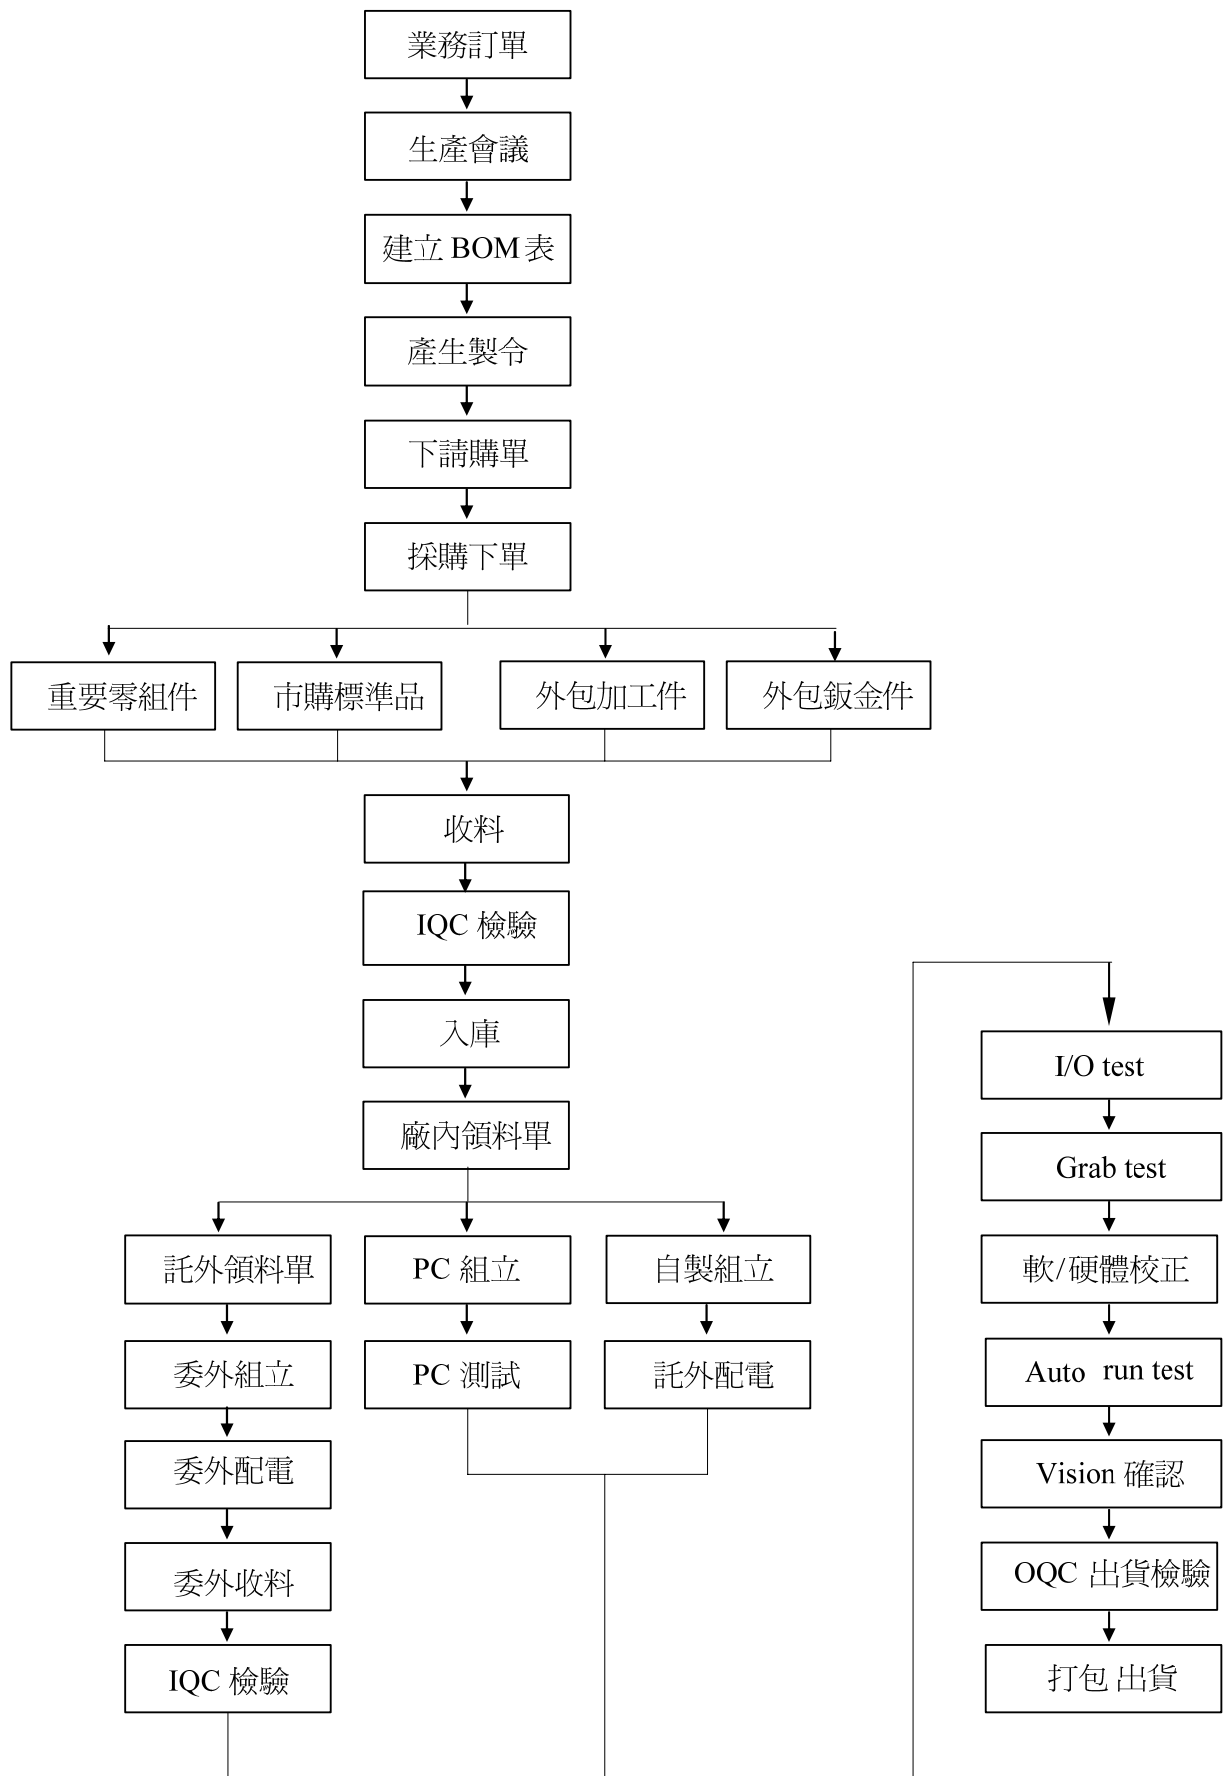 業務訂單
生產會議
建立 BOM 表
產生製令
下請購單
採購下單
重要零組件
市購標準品
外包加工件
外包鈑金件
收料
IQC 檢驗
入庫
廠內領料單
託外領料單
委外組立
委外配電
委外收料
IQC 檢驗
PC 組立
PC 測試
自製組立
託外配電
I/O test
Grab test
軟/硬體校正
Auto run test
Vision 確認
OQC 出貨檢驗
打包 出貨